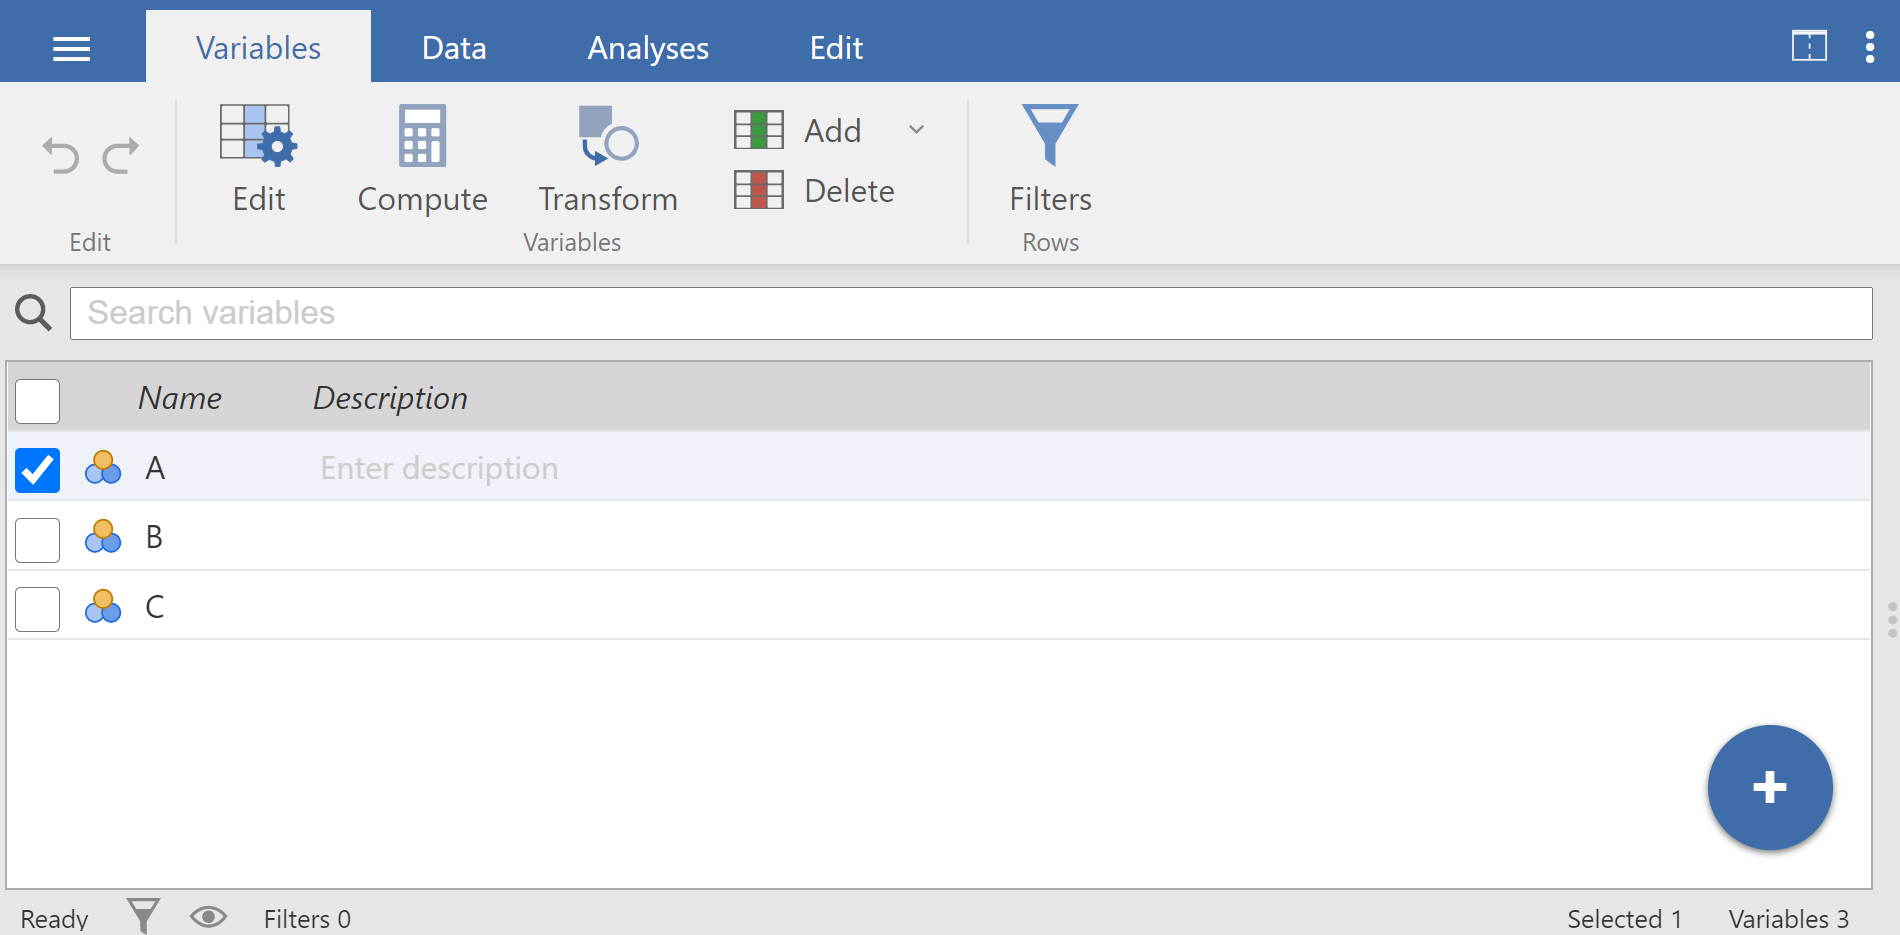 Variables Data Analyses Edit
Edit Compute Transform Add Delete Filters
Edit Variables Rows
Search variables
Name Description
A Enter description
B
C
Ready Filters 0 Selected 1 Variables 3